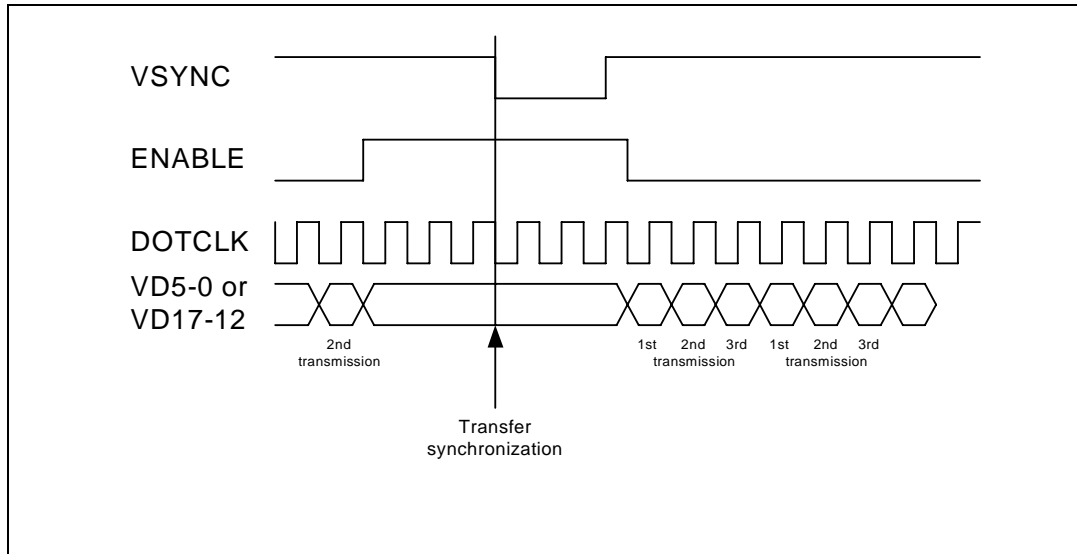 VSYNC
ENABLE
DOTCLK
VD5-0 or
VD17-12
2nd
transmission
1st 2nd 3rd 1st 2nd 3rd
transmission transmission
Transfer
synchronization